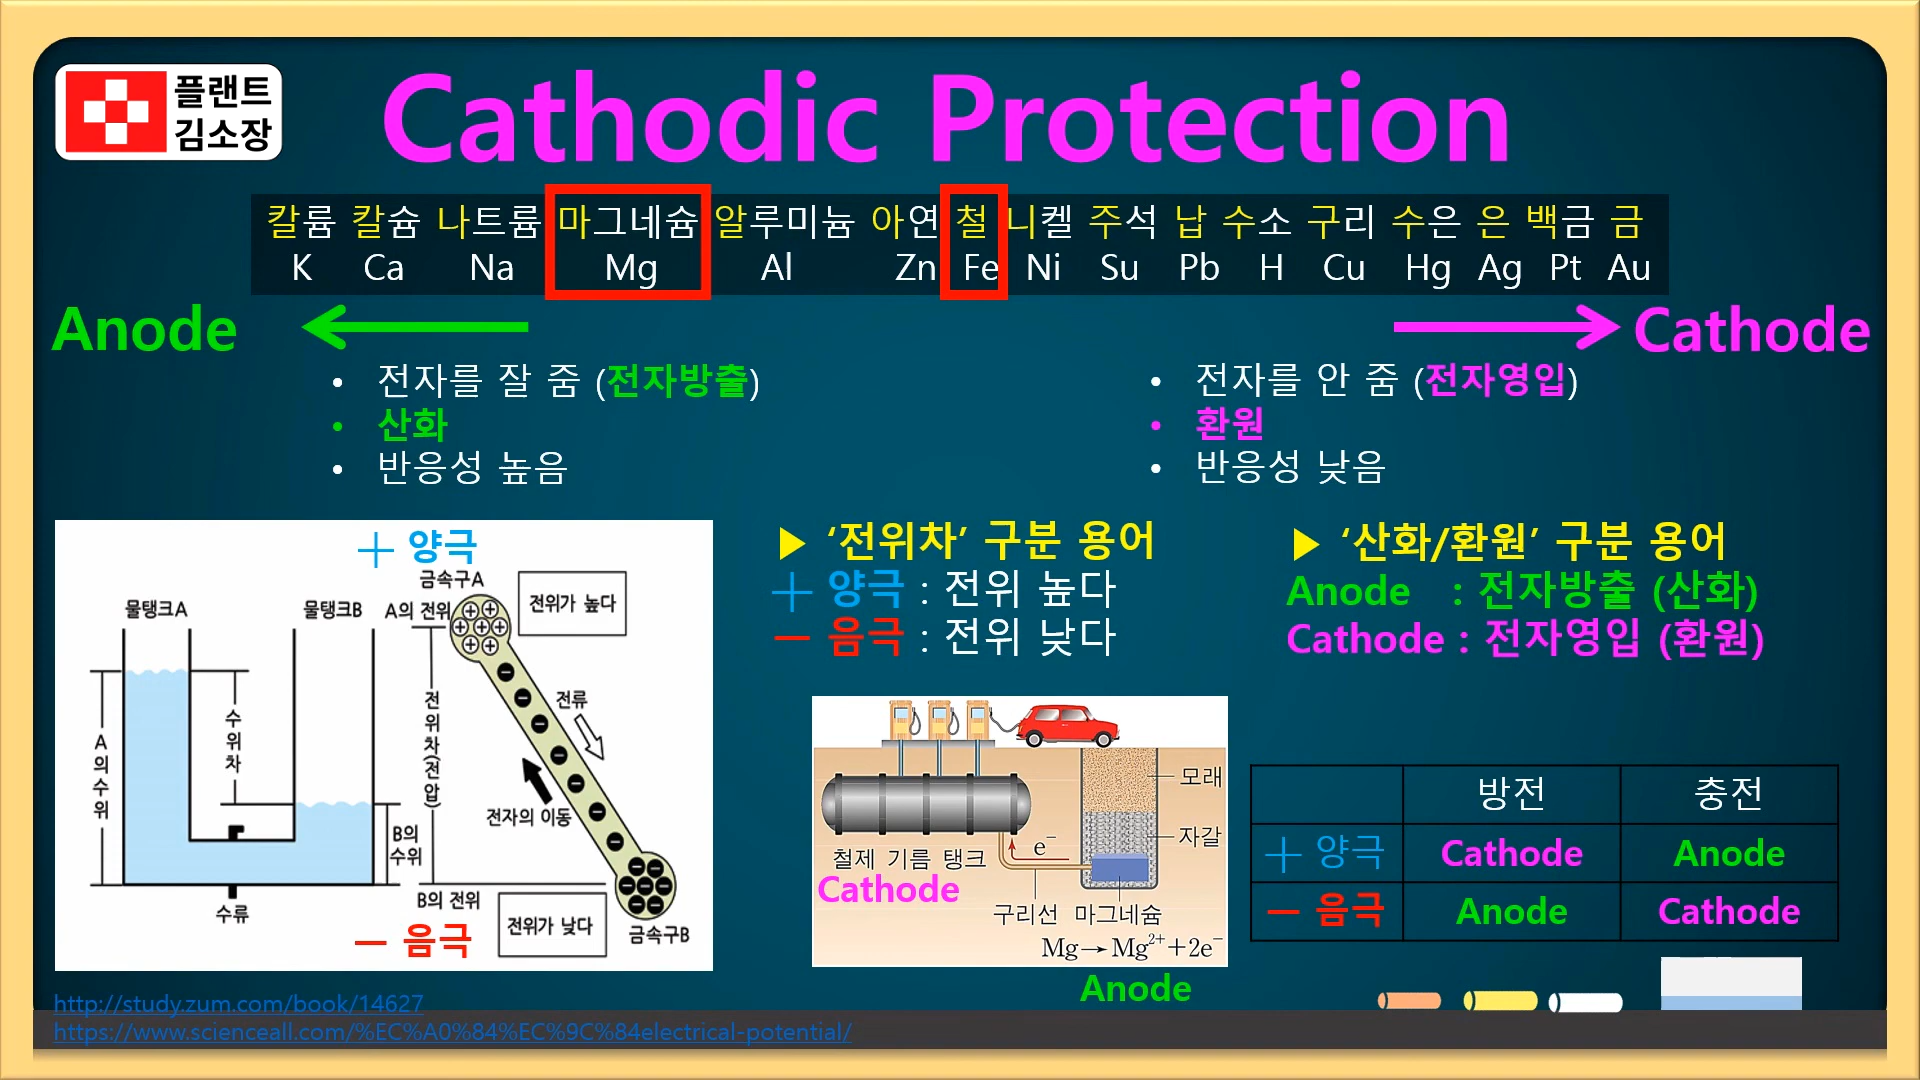 플랜트
김소장
Cathodic Protection
칼륨 칼슘 나트륨 마그네슘 알루미늄 아연 철 니켈 주석 납 수소 구리 수은 은 백금 금
K Ca Na Mg Al Zn Fe Ni Su Pb H Cu Hg Ag Pt Au
Anode
Cathode
• 전자를 잘 줌 (전자방출)
• 산화
• 반응성 높음
• 전자를 안 줌 (전자영입)
• 환원
• 반응성 낮음
+ 양극
금속구A
물탱크A
물탱크B
A의 전위
전위가 높다
A의 수위
수위차
전위차(전압)
전류
전자의 이동
B의 수위
수류
B의 전위
전위가 낮다
금속구B
− 음극
▶ ‘전위차’ 구분 용어
+ 양극 : 전위 높다
− 음극 : 전위 낮다
▶ ‘산화/환원’ 구분 용어
Anode : 전자방출 (산화)
Cathode : 전자영입 (환원)
모래
자갈
e⁻
철제 기름 탱크
Cathode
구리선 마그네슘
Mg→Mg²⁺+2e⁻
Anode
방전 충전
+ 양극 Cathode Anode
− 음극 Anode Cathode
http://study.zum.com/book/14627
https://www.scienceall.com/%EC%A0%84%EC%9C%84electrical-potential/